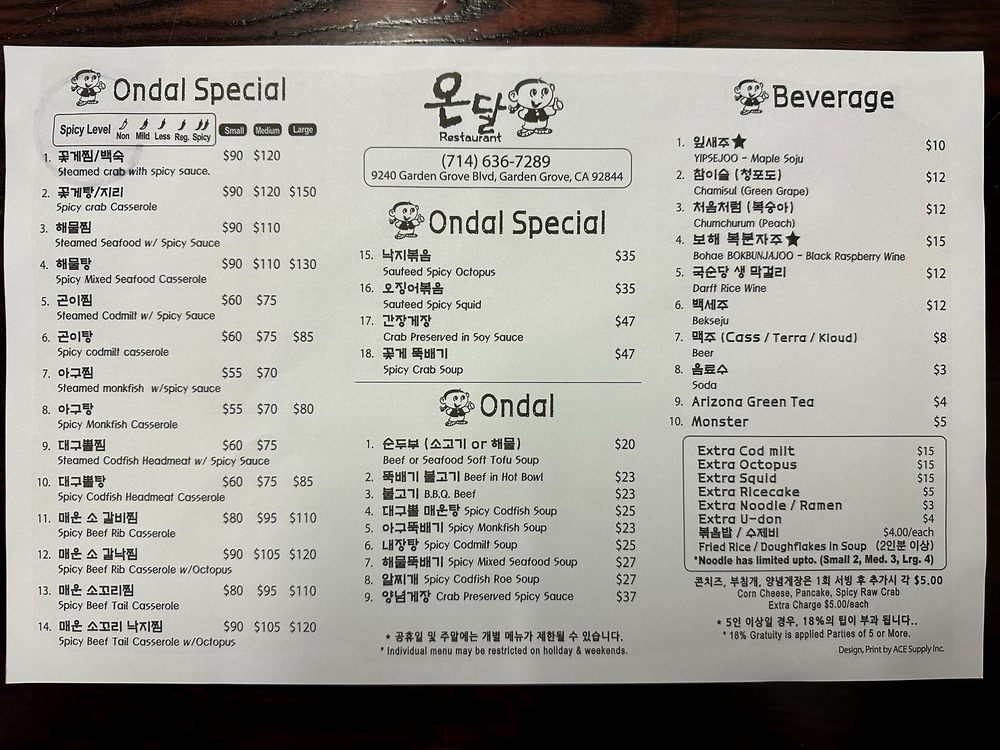 Ondal Special
Spicy Level Non Mild Less Reg. Spicy Small Medium Large
1. 꽃게찜/백숙 $90 $120
Steamed crab with spicy sauce.
2. 꽃게탕/지리 $90 $120 $150
Spicy crab Casserole
3. 해물찜 $90 $110
Steamed Seafood w/ Spicy Sauce
4. 해물탕 $90 $110 $130
Spicy Mixed Seafood Casserole
5. 곤이찜 $60 $75
Steamed Codmilt w/ Spicy Sauce
6. 곤이탕 $60 $75 $85
Spicy codmilt casserole
7. 아구찜 $55 $70
Steamed monkfish w/spicy sauce
8. 아구탕 $55 $70 $80
Spicy Monkfish Casserole
9. 대구뽈찜 $60 $75
Steamed Codfish Headmeat w/ Spicy Sauce
10. 대구뽈탕 $60 $75 $85
Spicy Codfish Headmeat Casserole
11. 매운 소 갈비찜 $80 $95 $110
Spicy Beef Rib Casserole
12. 매운 소 갈낙찜 $90 $105 $120
Spicy Beef Rib Casserole w/Octopus
13. 매운 소꼬리찜 $80 $95 $110
Spicy Beef Tail Casserole
14. 매운 소꼬리 낙지찜 $90 $105 $120
Spicy Beef Tail Casserole w/Octopus
온달
Restaurant
(714) 636-7289
9240 Garden Grove Blvd, Garden Grove, CA 92844
Ondal Special
15. 낙지볶음 $35
Sauteed Spicy Octopus
16. 오징어볶음 $35
Sauteed Spicy Squid
17. 간장게장 $47
Crab Preserved in Soy Sauce
18. 꽃게 뚝배기 $47
Spicy Crab Soup
Ondal
1. 순두부 (소고기 or 해물) $20
Beef or Seafood Soft Tofu Soup
2. 뚝배기 불고기 Beef in Hot Bowl $23
3. 불고기 B.B.Q. Beef $23
4. 대구뽈 매운탕 Spicy Codfish Soup $25
5. 아구뚝배기 Spicy Monkfish Soup $23
6. 내장탕 Spicy Codmilt Soup $25
7. 해물뚝배기 Spicy Mixed Seafood Soup $27
8. 알찌개 Spicy Codfish Roe Soup $27
9. 양념게장 Crab Preserved Spicy Sauce $37
* 공휴일 및 주말에는 개별 메뉴가 제한될 수 있습니다.
* Individual menu may be restricted on holiday & weekends.
Beverage
1. 잎새주★ $10
YIPSEJOO - Maple Soju
2. 참이슬 (청포도) $12
Chamisul (Green Grape)
3. 처음처럼 (복숭아) $12
Chumchurum (Peach)
4. 보해 복분자주★ $15
Bohae BOKBUNJAJOO - Black Raspberry Wine
5. 국순당 생 막걸리 $12
Darft Rice Wine
6. 백세주 $12
Bekseju
7. 맥주 (Cass / Terra / Kloud) $8
Beer
8. 음료수 $3
Soda
9. Arizona Green Tea $4
10. Monster $5
Extra Cod milt $15
Extra Octopus $15
Extra Squid $15
Extra Ricecake $5
Extra Noodle / Ramen $3
Extra U-don $4
볶음밥 / 수제비 $4.00/each
Fried Rice / Doughflakes in Soup (2인분 이상)
*Noodle has limited upto. (Small 2, Med. 3, Lrg. 4)
콘치즈, 부침개, 양념게장은 1회 서빙 후 추가시 각 $5.00
Corn Cheese, Pancake, Spicy Raw Crab
Extra Charge $5.00/each
* 5인 이상일 경우, 18%의 팁이 부과 됩니다..
* 18% Gratuity is applied Parties of 5 or More.
Design, Print by ACE Supply Inc.